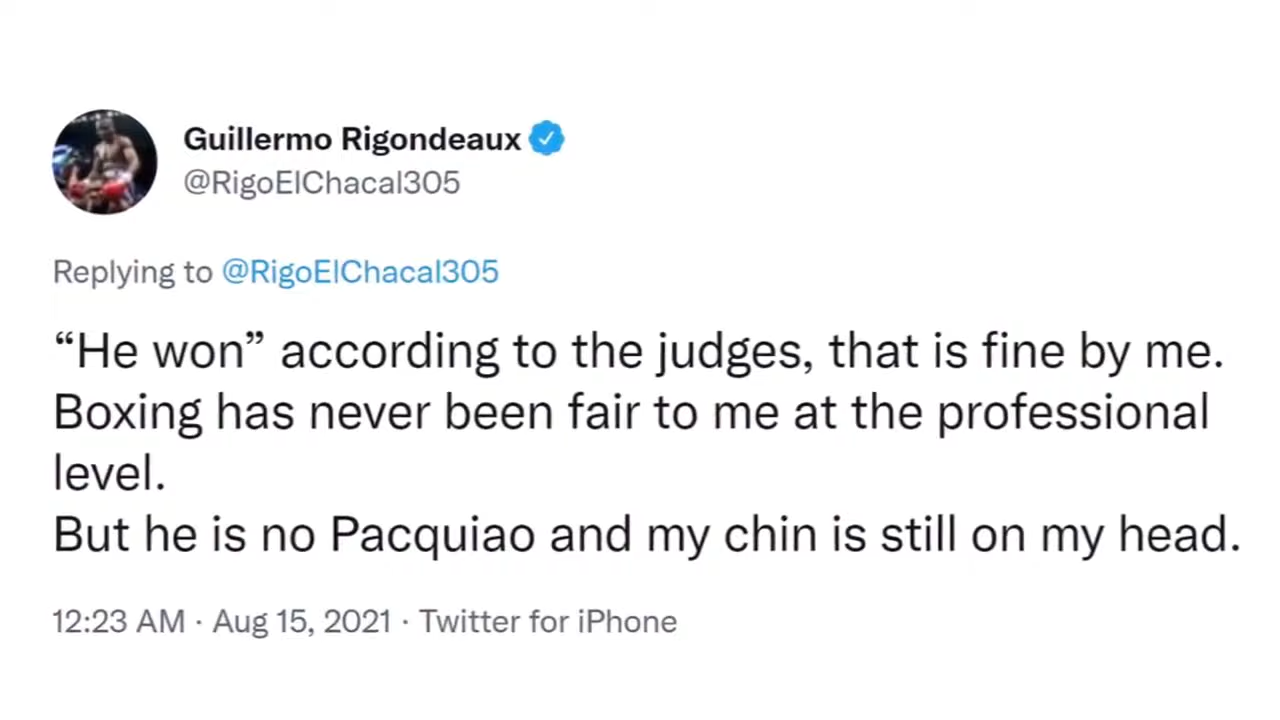 Guillermo Rigondeaux
@RigoElChacal305
Replying to @RigoElChacal305
“He won” according to the judges, that is fine by me.
Boxing has never been fair to me at the professional
level.
But he is no Pacquiao and my chin is still on my head.
12:23 AM · Aug 15, 2021 · Twitter for iPhone